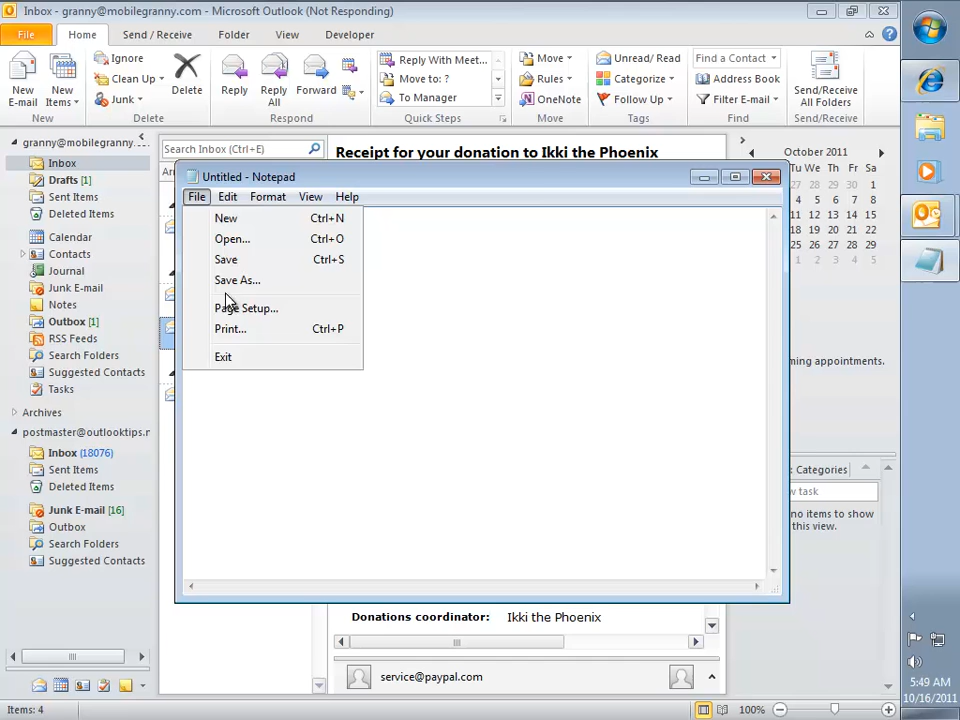 Inbox - granny@mobilegranny.com - Microsoft Outlook (Not Responding)
File
Home
Send / Receive
Folder
View
Developer
New E-mail
New Items
Ignore
Clean Up
Junk
Delete
Reply
Reply All
Forward
Reply With Meet...
Move to: ?
To Manager
Move
Rules
OneNote
Unread/ Read
Categorize
Follow Up
Find a Contact
Address Book
Filter E-mail
Send/Receive All Folders
New
Delete
Respond
Quick Steps
Move
Tags
Find
Send/Receive
granny@mobilegranny.
Inbox
Drafts [1]
Sent Items
Deleted Items
Calendar
Contacts
Journal
Junk E-mail
Notes
Outbox [1]
RSS Feeds
Search Folders
Suggested Contacts
Tasks
Archives
postmaster@outlooktips.n
Inbox (18076)
Sent Items
Deleted Items
Junk E-mail [16]
Outbox
Search Folders
Suggested Contacts
Search Inbox (Ctrl+E)
Receipt for your donation to Ikki the Phoenix
Untitled - Notepad
File Edit Format View Help
New Ctrl+N
Open... Ctrl+O
Save Ctrl+S
Save As...
Page Setup...
Print... Ctrl+P
Exit
October 2011
Tu We Th Fr Sa
27 28 29 30 1
4 5 6 7 8
11 12 13 14 15
18 19 20 21 22
25 26 27 28 29
1 2 3 4 5
ming appointments.
Categories
w task
no items to show
this view.
Donations coordinator: Ikki the Phoenix
service@paypal.com
Items: 4
100%
5:49 AM
10/16/2011